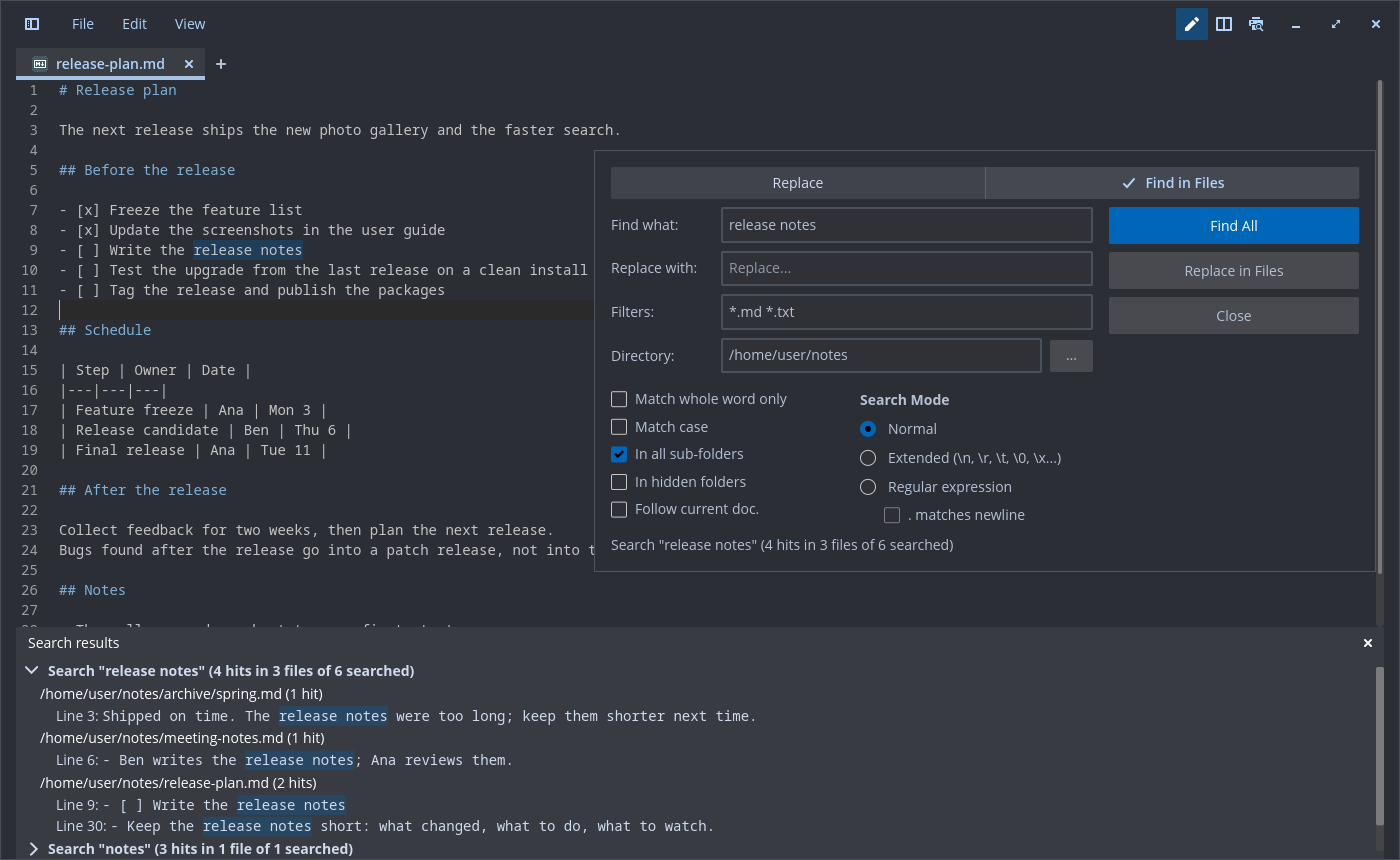 File Edit View
release-plan.md
1 # Release plan
2
3 The next release ships the new photo gallery and the faster search.
4
5 ## Before the release
6
7 - [x] Freeze the feature list
8 - [x] Update the screenshots in the user guide
9 - [ ] Write the release notes
10 - [ ] Test the upgrade from the last release on a clean install
11 - [ ] Tag the release and publish the packages
12
13 ## Schedule
14
15 | Step | Owner | Date |
16 |---|---|---|
17 | Feature freeze | Ana | Mon 3 |
18 | Release candidate | Ben | Thu 6 |
19 | Final release | Ana | Tue 11 |
20
21 ## After the release
22
23 Collect feedback for two weeks, then plan the next release.
24 Bugs found after the release go into a patch release, not into
25
26 ## Notes
27
Replace Find in Files
Find what: release notes Find All
Replace with: Replace... Replace in Files
Filters: *.md *.txt Close
Directory: /home/user/notes ...
Match whole word only
Match case
In all sub-folders
In hidden folders
Follow current doc.
Search Mode
Normal
Extended (\n, \r, \t, \0, \x...)
Regular expression
. matches newline
Search "release notes" (4 hits in 3 files of 6 searched)
Search results
Search "release notes" (4 hits in 3 files of 6 searched)
/home/user/notes/archive/spring.md (1 hit)
Line 3: Shipped on time. The release notes were too long; keep them shorter next time.
/home/user/notes/meeting-notes.md (1 hit)
Line 6: - Ben writes the release notes; Ana reviews them.
/home/user/notes/release-plan.md (2 hits)
Line 9: - [ ] Write the release notes
Line 30: - Keep the release notes short: what changed, what to do, what to watch.
Search "notes" (3 hits in 1 file of 1 searched)